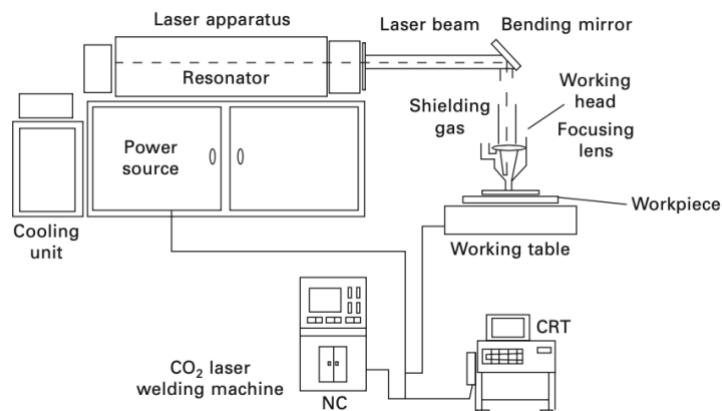 Laser apparatus
Laser beam
Bending mirror
Resonator
Working
head
Shielding
gas
Focusing
lens
Power
source
Workpiece
Cooling
unit
Working table
CRT
CO₂ laser
welding machine
NC